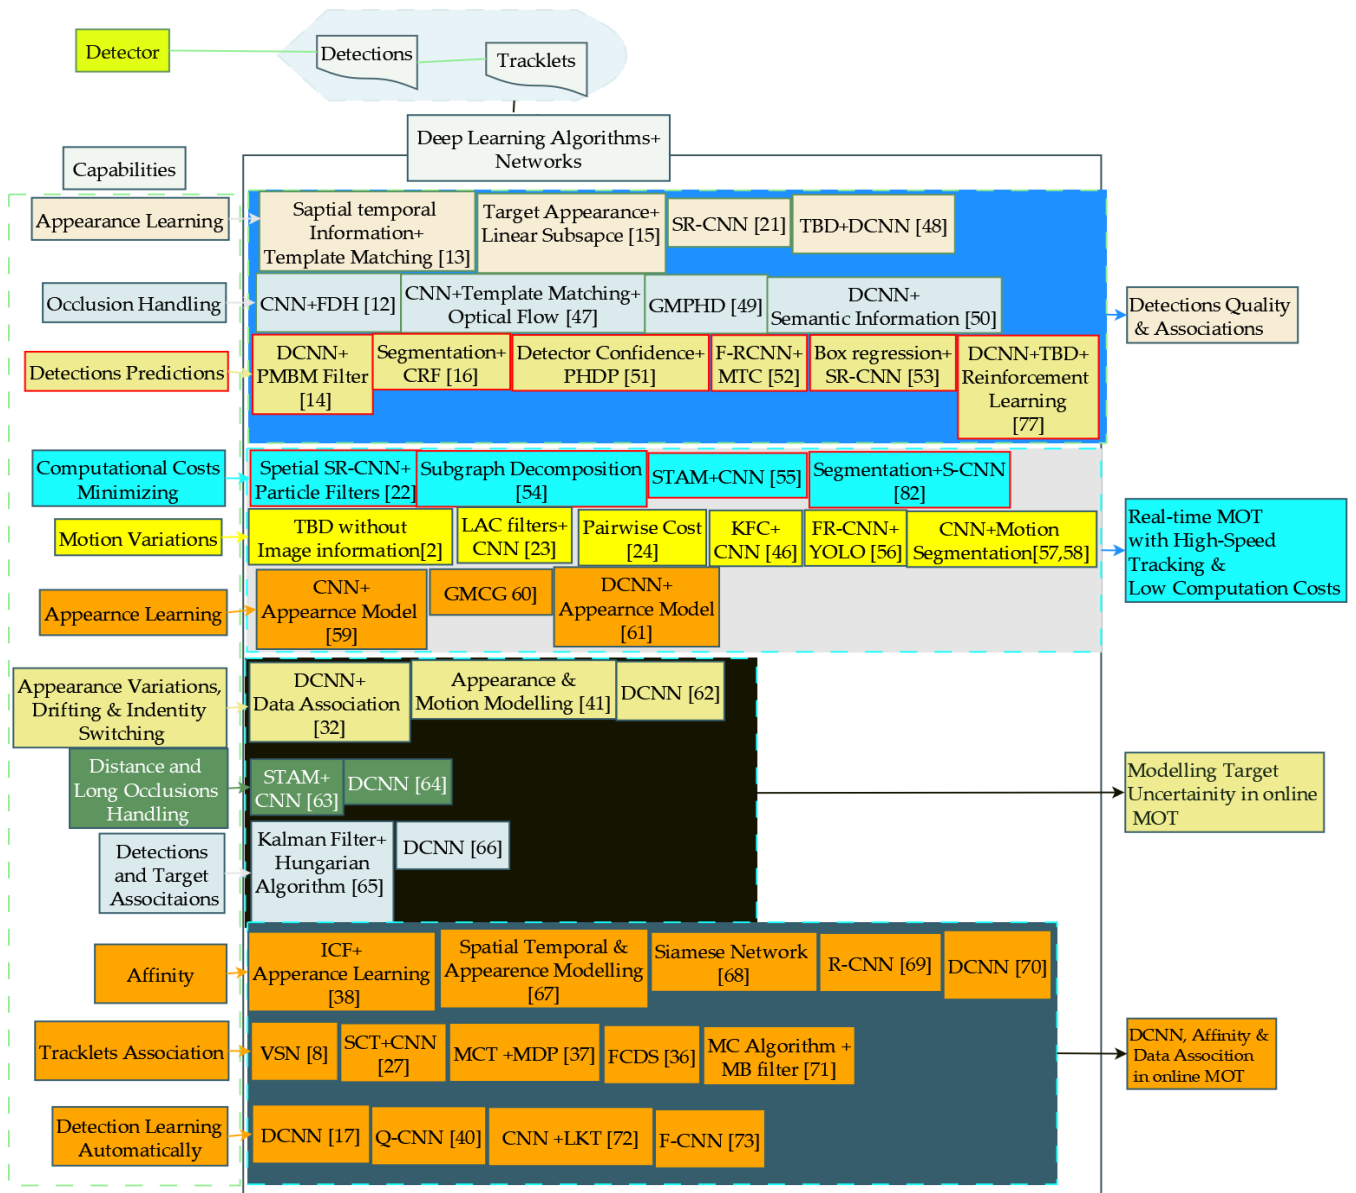 Detector
Detections
Tracklets
Deep Learning Algorithms+
Networks
Capabilities
Appearance Learning
Saptial temporal
Information+
Template Matching [13]
Target Appearance+
Linear Subsapce [15]
SR-CNN [21]
TBD+DCNN [48]
Occlusion Handling
CNN+FDH [12]
CNN+Template Matching+
Optical Flow [47]
GMPHD [49]
DCNN+
Semantic Information [50]
Detections Quality
& Associations
Detections Predictions
DCNN+
PMBM Filter
[14]
Segmentation+
CRF [16]
Detector Confidence+
PHDP [51]
F-RCNN+
MTC [52]
Box regression+
SR-CNN [53]
DCNN+TBD+
Reinforcement
Learning
[77]
Computational Costs
Minimizing
Spetial SR-CNN+
Particle Filters [22]
Subgraph Decomposition
[54]
STAM+CNN [55]
Segmentation+S-CNN
[82]
Motion Variations
TBD without
Image information[2]
LAC filters+
CNN [23]
Pairwise Cost
[24]
KFC+
CNN [46]
FR-CNN+
YOLO [56]
CNN+Motion
Segmentation[57,58]
Real-time MOT
with High-Speed
Tracking &
Low Computation Costs
Appearnce Learning
CNN+
Appearnce Model
[59]
GMCG 60]
DCNN+
Appearnce Model
[61]
Appearance Variations,
Drifting & Indentity
Switching
DCNN+
Data Association
[32]
Appearance &
Motion Modelling [41]
DCNN [62]
Distance and
Long Occlusions
Handling
STAM+
CNN [63]
DCNN [64]
Modelling Target
Uncertainity in online
MOT
Detections
and Target
Associtaions
Kalman Filter+
Hungarian
Algorithm [65]
DCNN [66]
Affinity
ICF+
Apperance Learning
[38]
Spatial Temporal &
Appearence Modelling
[67]
Siamese Network
[68]
R-CNN [69]
DCNN [70]
Tracklets Association
VSN [8]
SCT+CNN
[27]
MCT +MDP [37]
FCDS [36]
MC Algorithm +
MB filter [71]
DCNN, Affinity &
Data Assocition
in online MOT
Detection Learning
Automatically
DCNN [17]
Q-CNN [40]
CNN +LKT [72]
F-CNN [73]